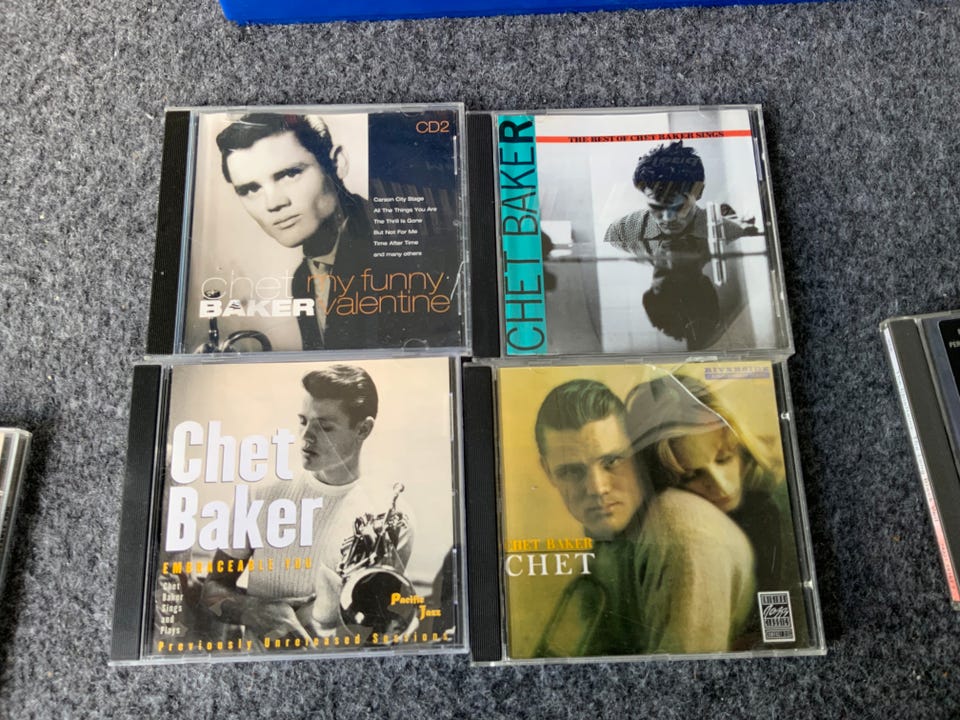 CD2
Carson City Stage
All The Things You Are
The Thrill Is Gone
But Not For Me
Time After Time
and many others
chet my funny
BAKER valentine
CHET BAKER
THE BEST OF CHET BAKER SINGS
Chet
Baker
EMBRACEABLE YOU
Chet
Baker
Sings
and
Plays
Pacific
Jazz
Previously Unreleased Sessions
RIVERSIDE
CHET BAKER
CHET
Jazz